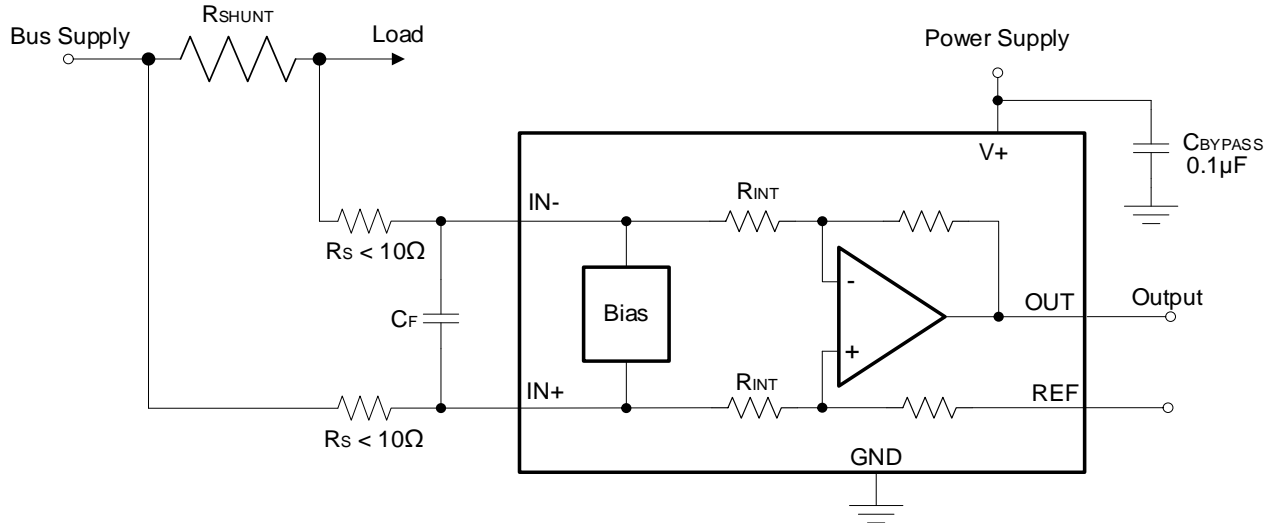 RSHUNT
Bus Supply
Load
Power Supply
V+
CBYPASS
0.1µF
RINT
IN-
RS < 10Ω
-
CF
Bias
OUT
Output
+
IN+
RINT
REF
RS < 10Ω
GND